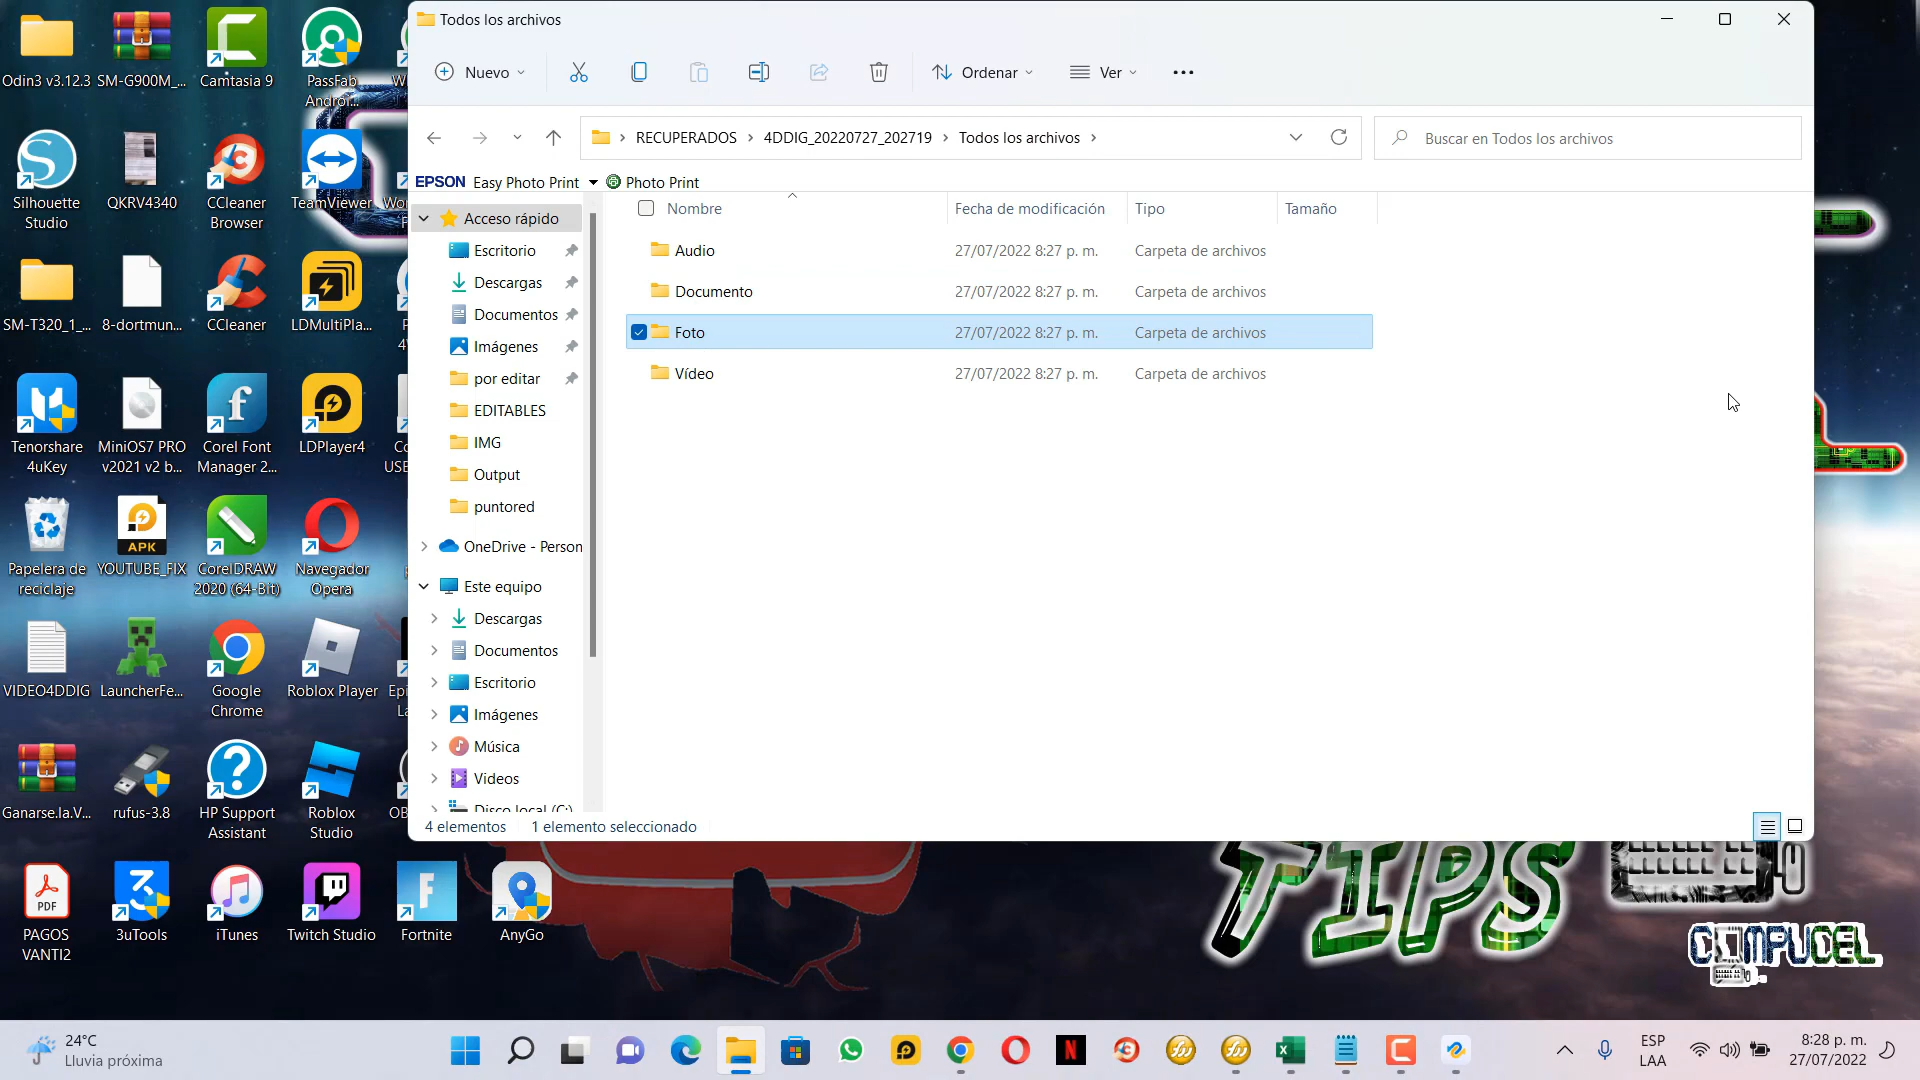 Todos los archivos
Nuevo
Ordenar
Ver
RECUPERADOS
4DDIG_20220727_202719
Todos los archivos
Buscar en Todos los archivos
EPSON Easy Photo Print
Photo Print
Acceso rápido
Escritorio
Descargas
Documentos
Imágenes
por editar
EDITABLES
IMG
Output
puntored
OneDrive - Person
Este equipo
Descargas
Documentos
Escritorio
Imágenes
Música
Videos
Disco local (C:)
Nombre
Fecha de modificación
Tipo
Tamaño
Audio
27/07/2022 8:27 p. m.
Carpeta de archivos
Documento
27/07/2022 8:27 p. m.
Carpeta de archivos
Foto
27/07/2022 8:27 p. m.
Carpeta de archivos
Vídeo
27/07/2022 8:27 p. m.
Carpeta de archivos
4 elementos
1 elemento seleccionado
Odin3 v3.12.3
SM-G900M_...
Camtasia 9
PassFab
Androi...
Silhouette
Studio
QKRV4340
CCleaner
Browser
TeamViewer
SM-T320_1_...
8-dortmun...
CCleaner
LDMultiPla...
Tenorshare
4uKey
MiniOS7 PRO
v2021 v2 b...
Corel Font
Manager 2...
LDPlayer4
Papelera de
reciclaje
APK
YOUTUBE_FIX
CorelDRAW
2020 (64-Bit)
Navegador
Opera
VIDEO4DDIG
LauncherFe...
Google
Chrome
Roblox Player
Ganarse.la.V...
rufus-3.8
HP Support
Assistant
Roblox
Studio
PDF
PAGOS
VANTI2
3uTools
iTunes
Twitch Studio
Fortnite
AnyGo
TIPS
COMPUCEL
24°C
Lluvia próxima
ESP
LAA
8:28 p. m.
27/07/2022